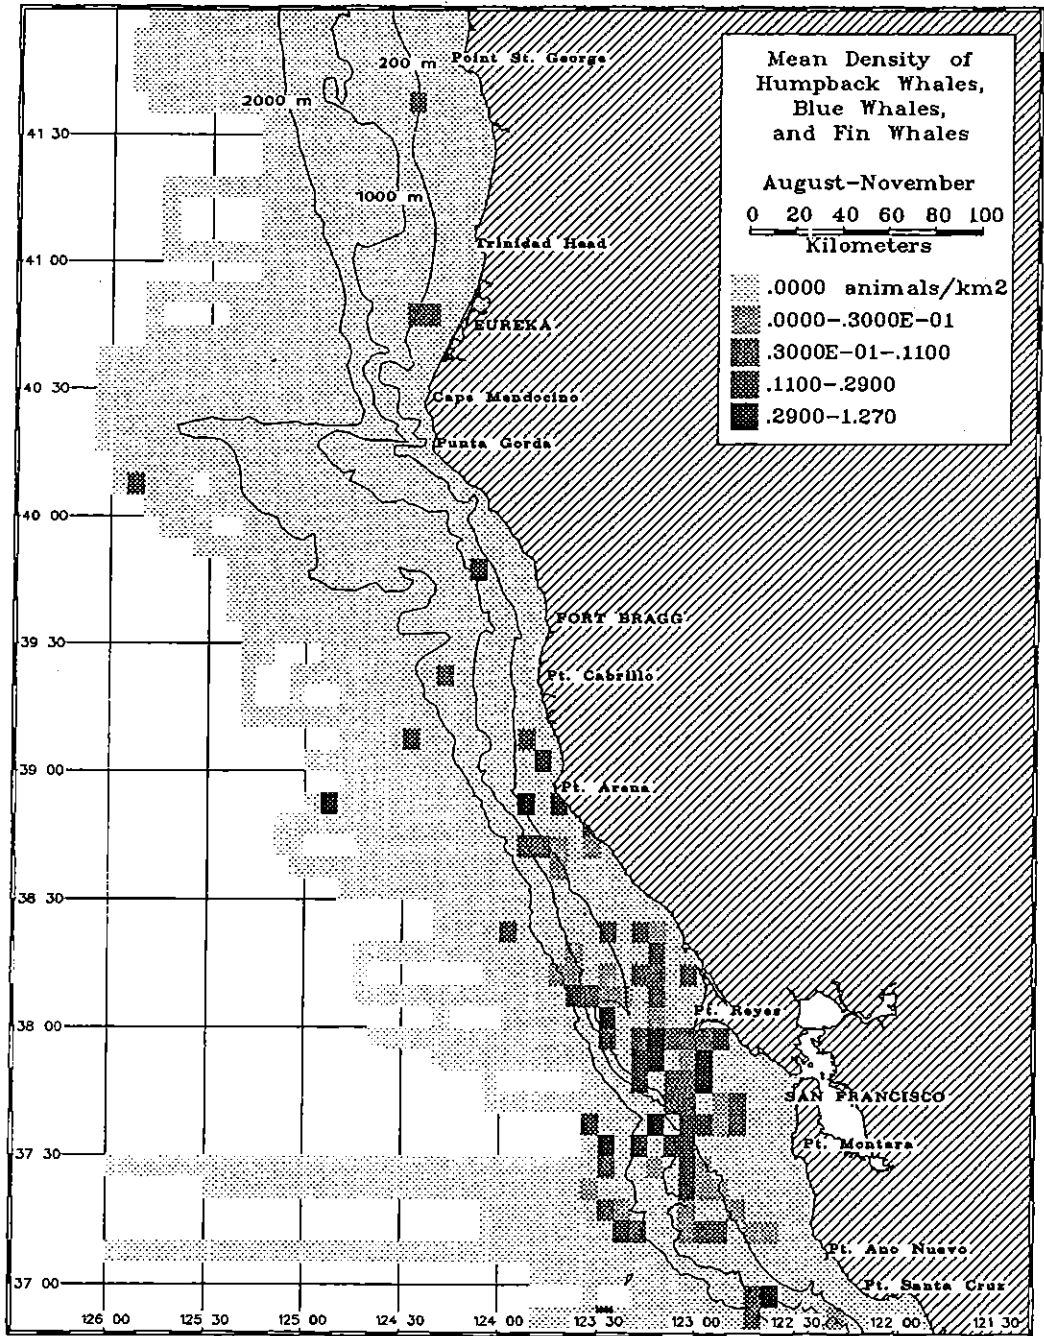 Mean Density of
Humpback Whales,
Blue Whales,
and Fin Whales
August-November
0 20 40 60 80 100
Kilometers
.0000 animals/km2
.0000-.3000E-01
.3000E-01-.1100
.1100-.2900
.2900-1.270
Point St. George
200 m
2000 m
41 30
1000 m
Trinidad Head
41 00
EUREKA
40 30
Cape Mendocino
Punta Gorda
40 00
FORT BRAGG
39 30
Pt. Cabrillo
39 00
Pt. Arena
38 30
Pt. Reyes
38 00
SAN FRANCISCO
Pt. Montara
37 30
Pt. Ano Nuevo
37 00
Pt. Santa Cruz
126 00 125 30 125 00 124 30 124 00 123 30 123 00 122 30 122 00 121 30